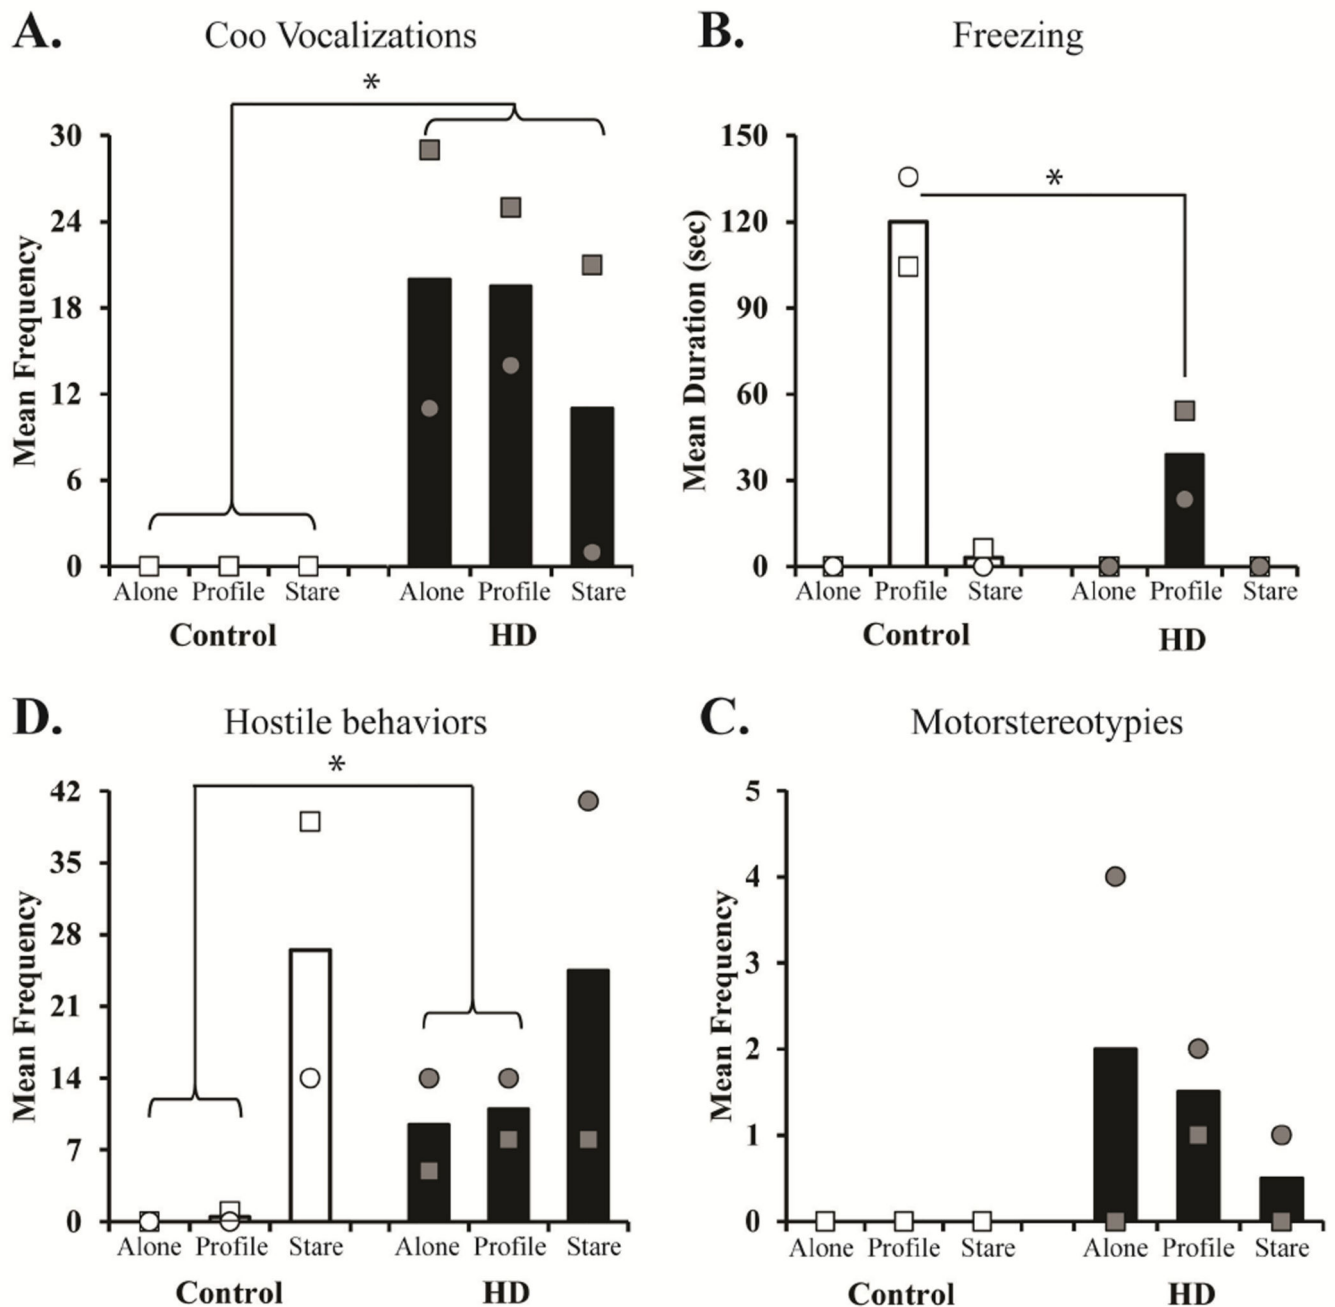 A. Coo Vocalizations
*
Mean Frequency
30
24
18
12
6
0
Alone Profile Stare Alone Profile Stare
Control HD
B. Freezing
*
Mean Duration (sec)
150
120
90
60
30
0
Alone Profile Stare Alone Profile Stare
Control HD
D. Hostile behaviors
*
Mean Frequency
42
35
28
21
14
7
0
Alone Profile Stare Alone Profile Stare
Control HD
C. Motorstereotypies
Mean Frequency
5
4
3
2
1
0
Alone Profile Stare Alone Profile Stare
Control HD